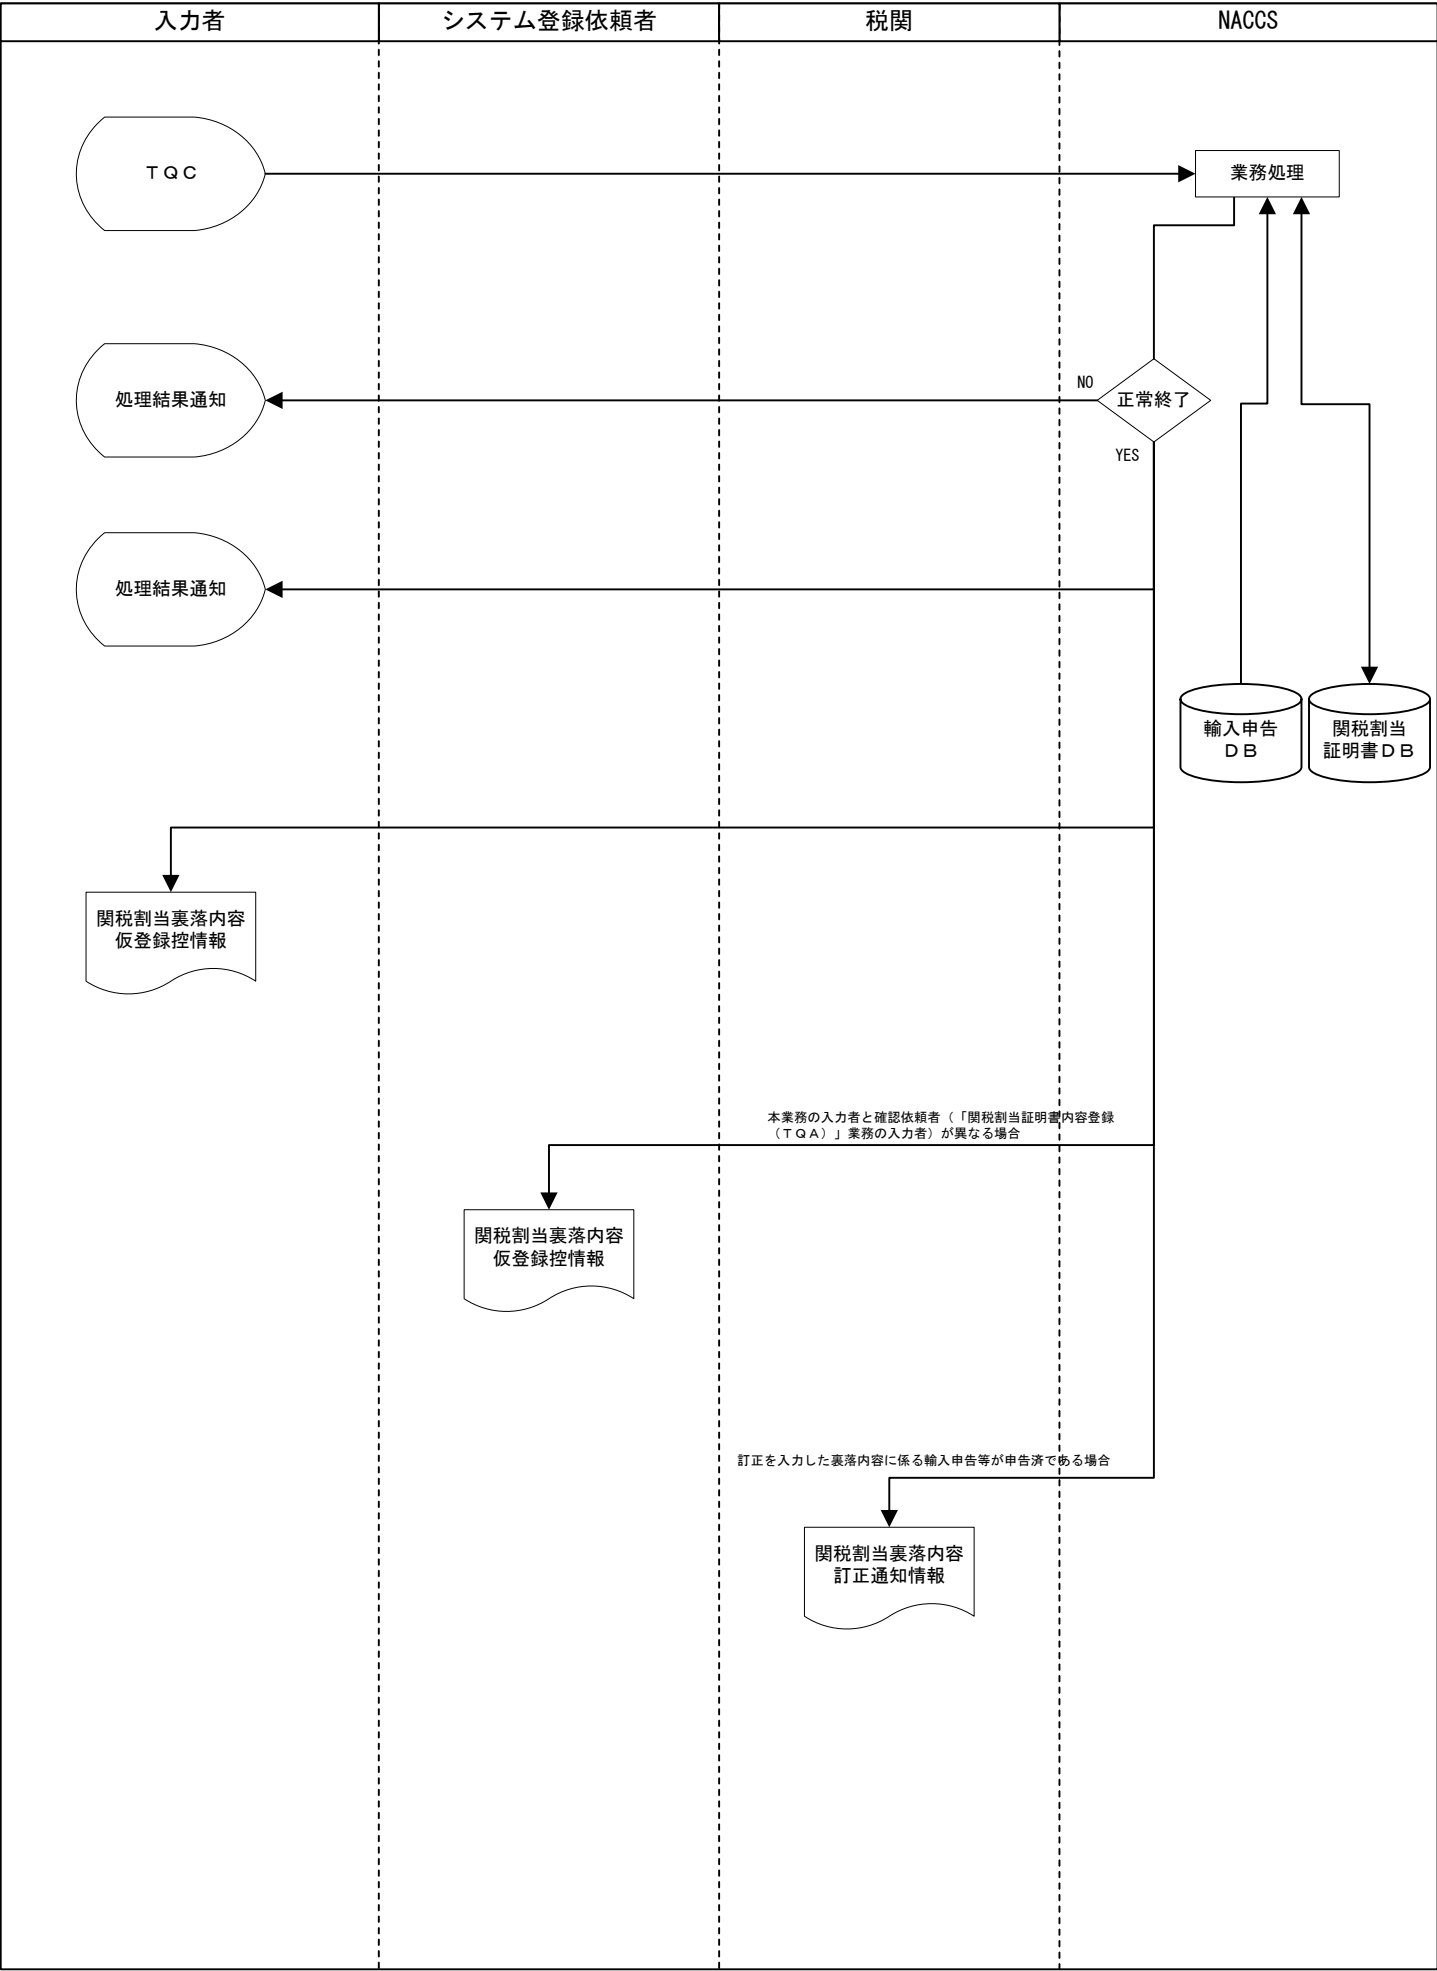 入力者
システム登録依頼者
税関
NACCS
ＴＱＣ
業務処理
処理結果通知
NO
正常終了
YES
処理結果通知
輸入申告
ＤＢ
関税割当
証明書ＤＢ
関税割当裏落内容
仮登録控情報
本業務の入力者と確認依頼者（「関税割当証明書内容登録
（ＴＱＡ）」業務の入力者）が異なる場合
関税割当裏落内容
仮登録控情報
訂正を入力した裏落内容に係る輸入申告等が申告済である場合
関税割当裏落内容
訂正通知情報